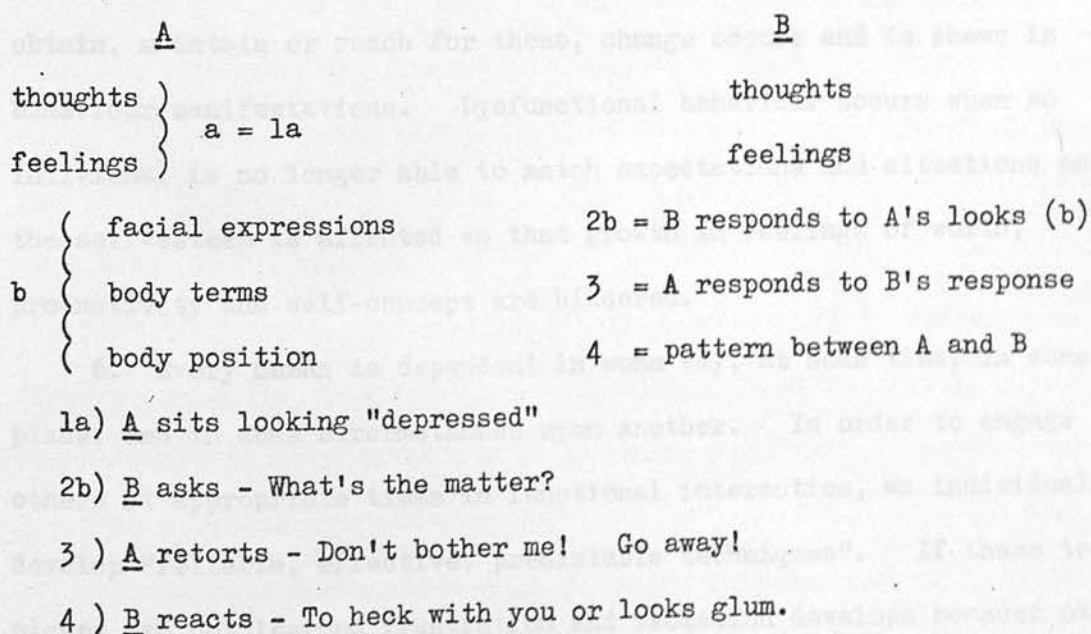 A B
thoughts thoughts
a = 1a
feelings feelings
facial expressions 2b = B responds to A's looks (b)
b body terms 3 = A responds to B's response
body position 4 = pattern between A and B
1a) A sits looking "depressed"
2b) B asks - What's the matter?
3 ) A retorts - Don't bother me! Go away!
4 ) B reacts - To heck with you or looks glum.